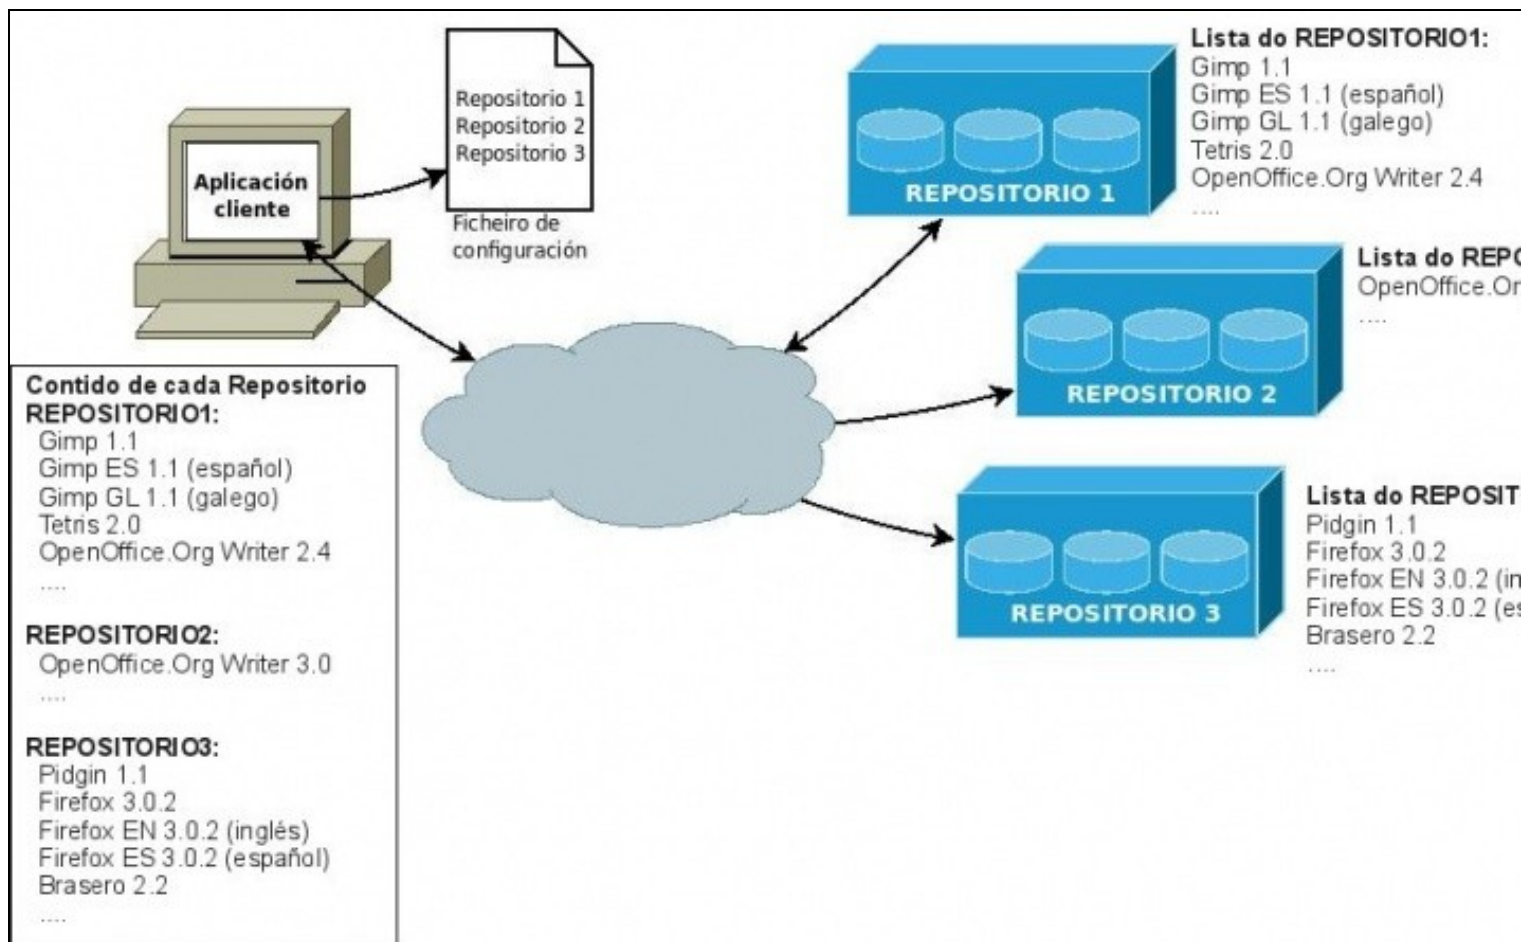 Aplicación
cliente
Repositorio 1
Repositorio 2
Repositorio 3
Ficheiro de
configuración
REPOSITORIO 1
Lista do REPOSITORIO1:
Gimp 1.1
Gimp ES 1.1 (español)
Gimp GL 1.1 (galego)
Tetris 2.0
OpenOffice.Org Writer 2.4
....
REPOSITORIO 2
Lista do
....
REPOSITORIO 3
Lista do
Pidgin 1.1
Firefox 3.0.2
Firefox EN 3.0.2
Firefox ES 3.0.2
Brasero 2.2
....
Contido de cada Repositorio
REPOSITORIO1:
Gimp 1.1
Gimp ES 1.1 (español)
Gimp GL 1.1 (galego)
Tetris 2.0
OpenOffice.Org Writer 2.4
....
REPOSITORIO2:
OpenOffice.Org Writer 3.0
....
REPOSITORIO3:
Pidgin 1.1
Firefox 3.0.2
Firefox EN 3.0.2 (inglés)
Firefox ES 3.0.2 (español)
Brasero 2.2
....